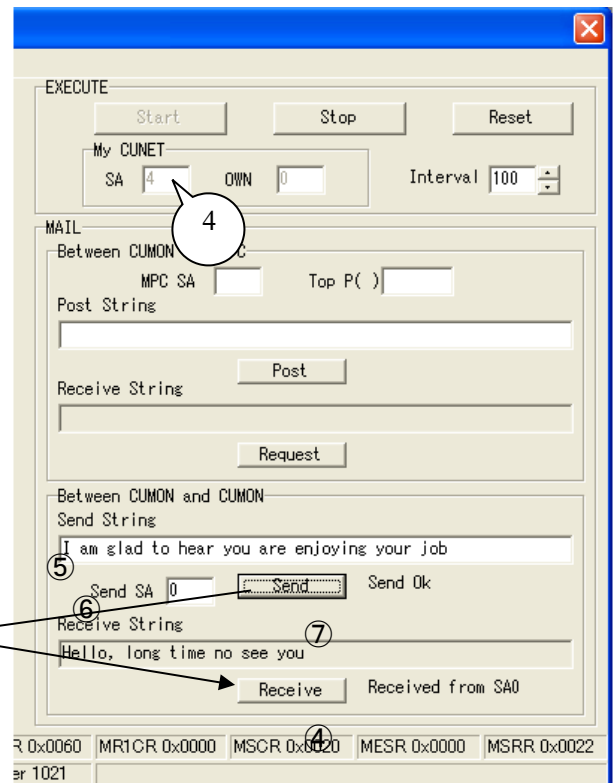 EXECUTE
Start Stop Reset
My CUNET
SA 4 OWN 0 Interval 100
4
MAIL
Between CUMON C
MPC SA Top P( )
Post String
Post
Receive String
Request
Between CUMON and CUMON
Send String
I am glad to hear you are enjoying your job
⑤
Send SA 0 Send Send Ok
⑥
Receive String
⑦
Hello, long time no see you
Receive Received from SA0
④
R 0x0060 MR1CR 0x0000 MSCR 0x0020 MESR 0x0000 MSRR 0x0022
er 1021